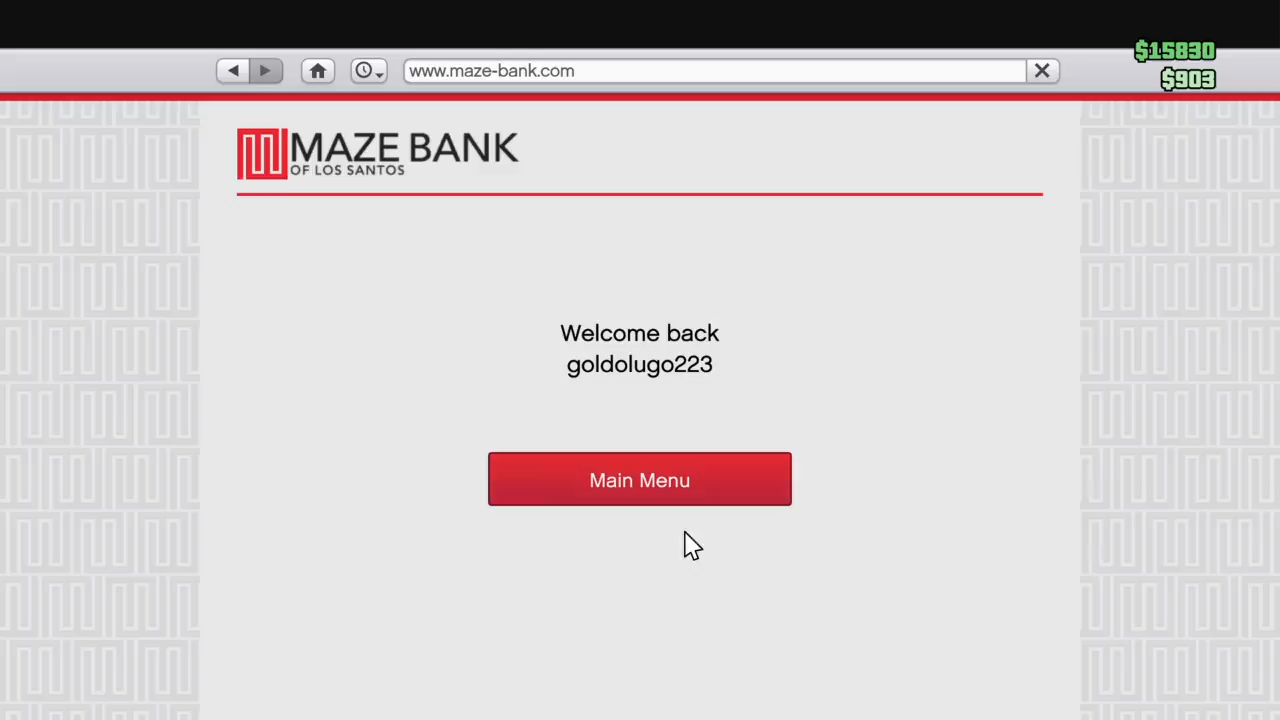 $15830
www.maze-bank.com
$903
MAZE BANK
OF LOS SANTOS
Welcome back
goldolugo223
Main Menu